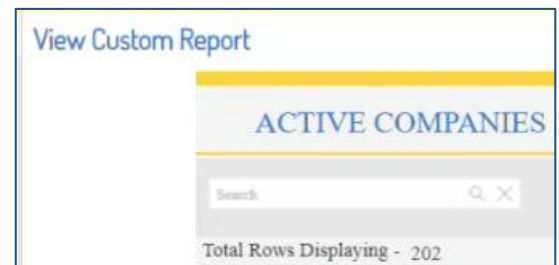 View Custom Report
ACTIVE COMPANIES
Search
Total Rows Displaying - 202